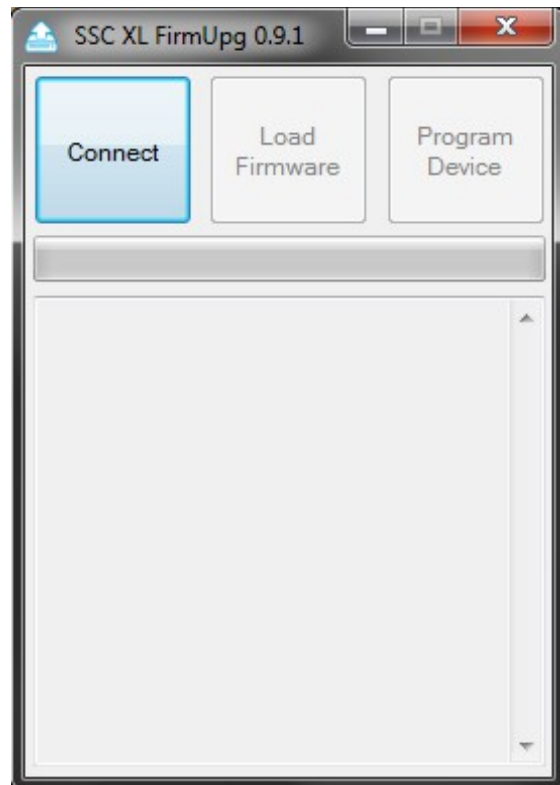 SSC XL FirmUpg 0.9.1
Connect
Load
Firmware
Program
Device